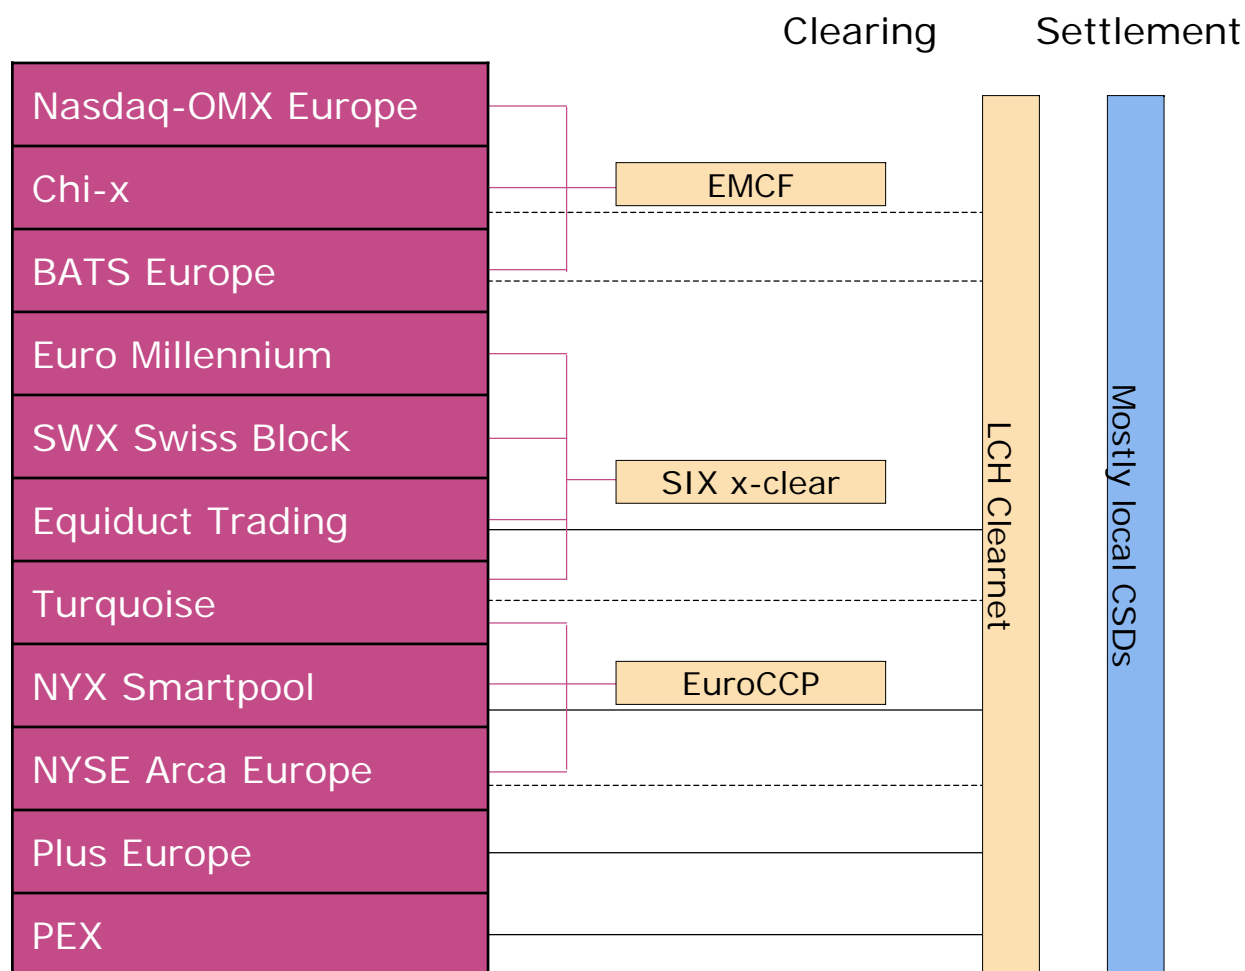 Clearing
Settlement
Nasdaq-OMX Europe
Chi-x
EMCF
BATS Europe
Euro Millennium
SWX Swiss Block
SIX x-clear
Equiduct Trading
Turquoise
NYX Smartpool
EuroCCP
NYSE Arca Europe
Plus Europe
PEX
LCH Clearnet
Mostly local CSDs